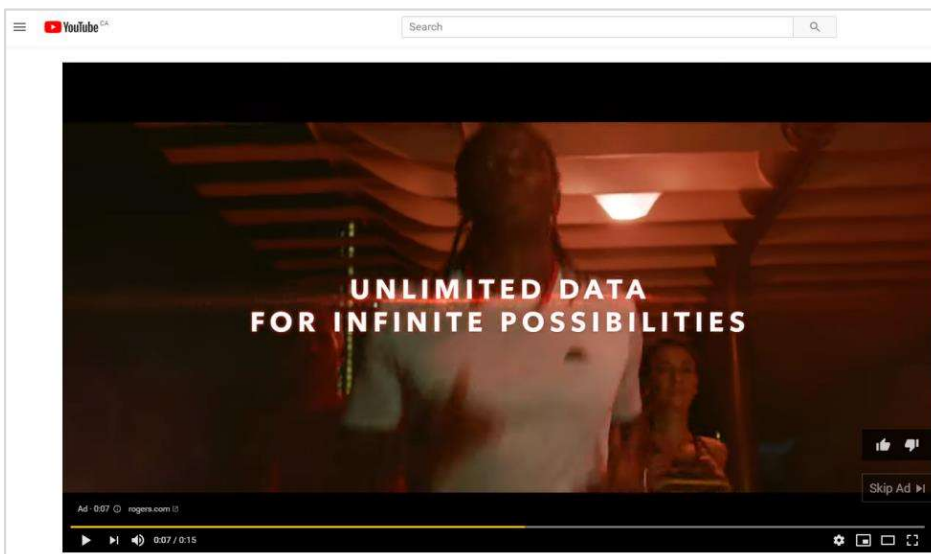 YouTube CA
Search
UNLIMITED DATA
FOR INFINITE POSSIBILITIES
Skip Ad
Ad · 0:07 rogers.com
0:07 / 0:15